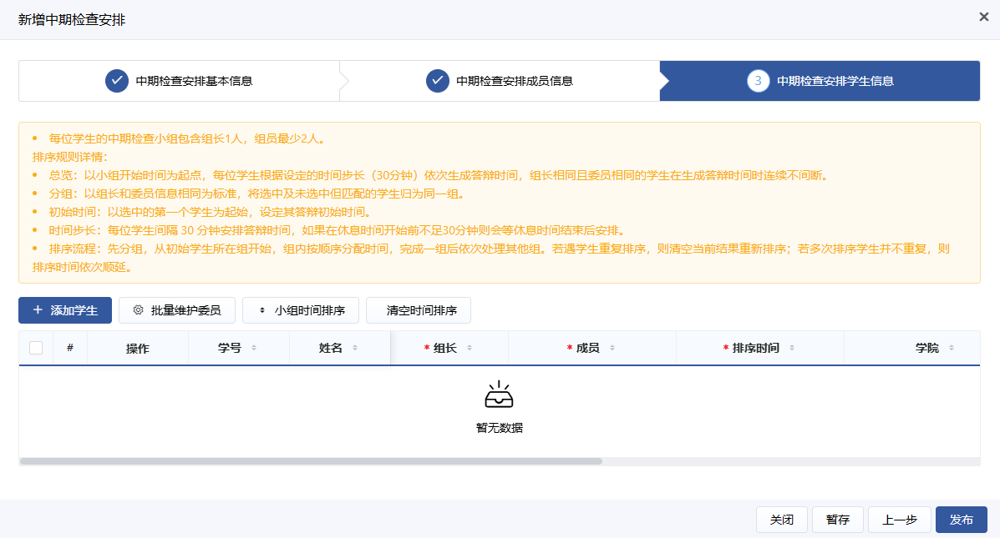 新增中期检查安排
中期检查安排基本信息
中期检查安排成员信息
3 中期检查安排学生信息
• 每位学生的中期检查小组包含组长1人，组员最少2人。
排序规则详情：
• 总览：以小组开始时间为起点，每位学生根据设定的时间步长（30分钟）依次生成答辩时间，组长相同且委员相同的学生在生成答辩时间时连续不间断。
• 分组：以组长和委员信息相同为标准，将选中及未选中但匹配的学生归为同一组。
• 初始时间：以选中的第一个学生为起始，设定其答辩初始时间。
• 时间步长：每位学生间隔 30 分钟安排答辩时间，如果在休息时间开始前不足30分钟则会等休息时间结束后安排。
• 排序流程：先分组，从初始学生所在组开始，组内按顺序分配时间，完成一组后依次处理其他组。若遇学生重复排序，则清空当前结果重新排序；若多次排序学生并不重复，则
排序时间依次顺延。
添加学生 批量维护委员 小组时间排序 清空时间排序
# 操作 学号 姓名 * 组长 * 成员 * 排序时间 学院
暂无数据
关闭 暂存 上一步 发布